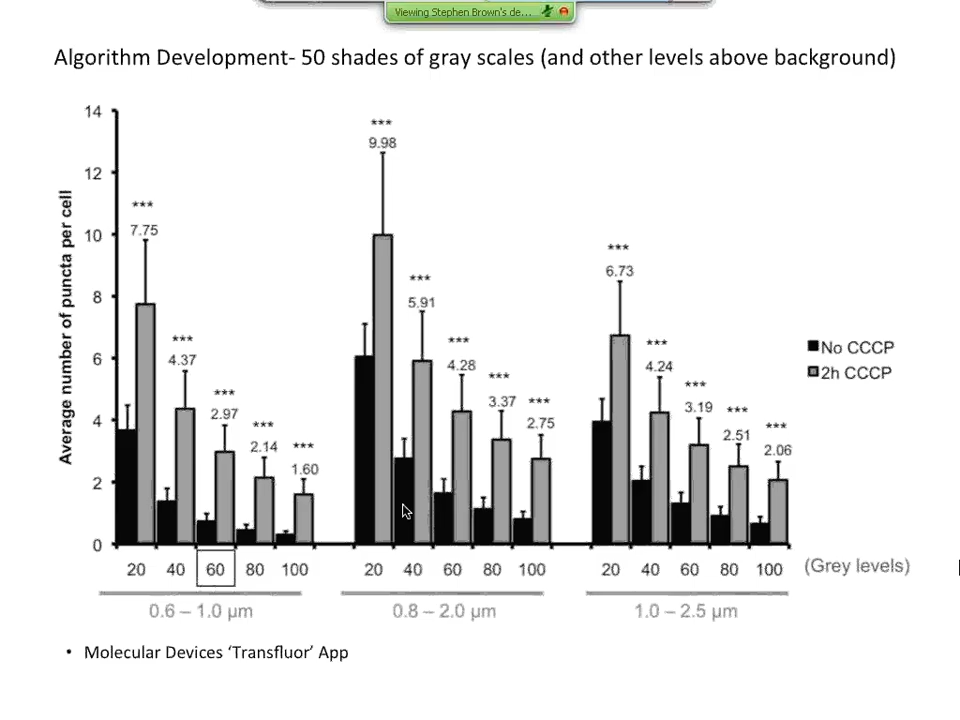 Viewing Stephen Brown's de...
Algorithm Development- 50 shades of gray scales (and other levels above background)
Average number of puncta per cell
14
12
10
8
6
4
2
0
*** *** *** *** ***
7.75 4.37 2.97 2.14 1.60
*** *** *** *** ***
9.98 5.91 4.28 3.37 2.75
*** *** *** *** ***
6.73 4.24 3.19 2.51 2.06
No CCCP
2h CCCP
20 40 60 80 100 20 40 60 80 100 20 40 60 80 100 (Grey levels)
0.6 – 1.0 µm 0.8 – 2.0 µm 1.0 – 2.5 µm
• Molecular Devices ‘Transfluor’ App